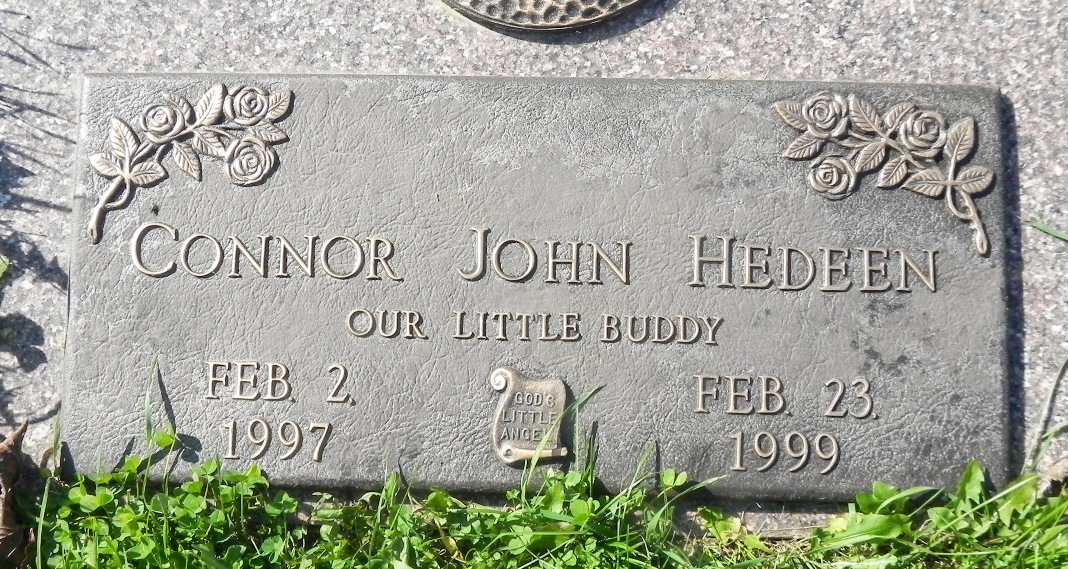 CONNOR JOHN HEDEEN
OUR LITTLE BUDDY
FEB. 2, 1997
GOD'S
LITTLE
ANGEL
FEB. 23, 1999